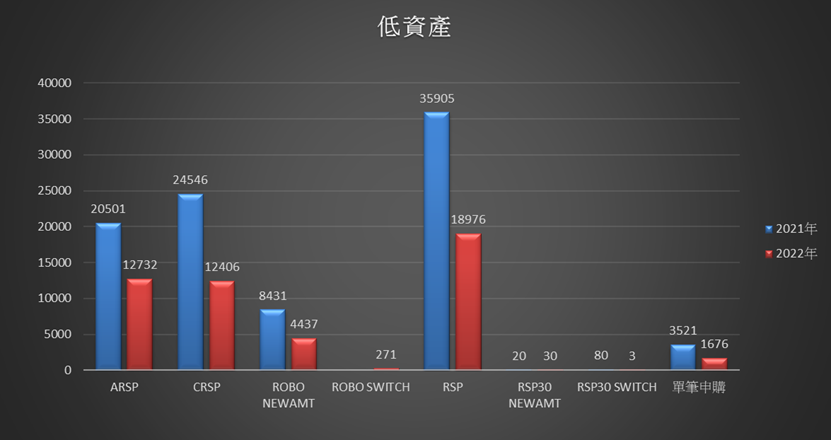 低資產
40000
35000
30000
25000
20000
15000
10000
5000
0
20501
12732
24546
12406
8431
4437
271
35905
18976
20
30
80
3
3521
1676
ARSP
CRSP
ROBO
NEWAMT
ROBO SWITCH
RSP
RSP30
NEWAMT
RSP30 SWITCH
單筆申購
2021年
2022年